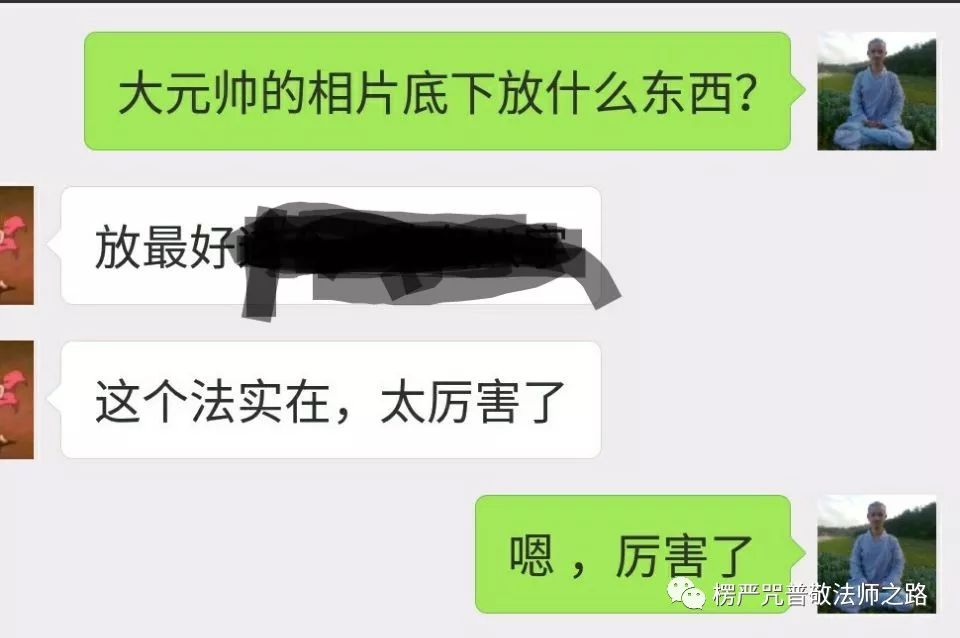 大元帅的相片底下放什么东西？
放最好
这个法实在，太厉害了
嗯，厉害了
楞严咒普敬法师之路